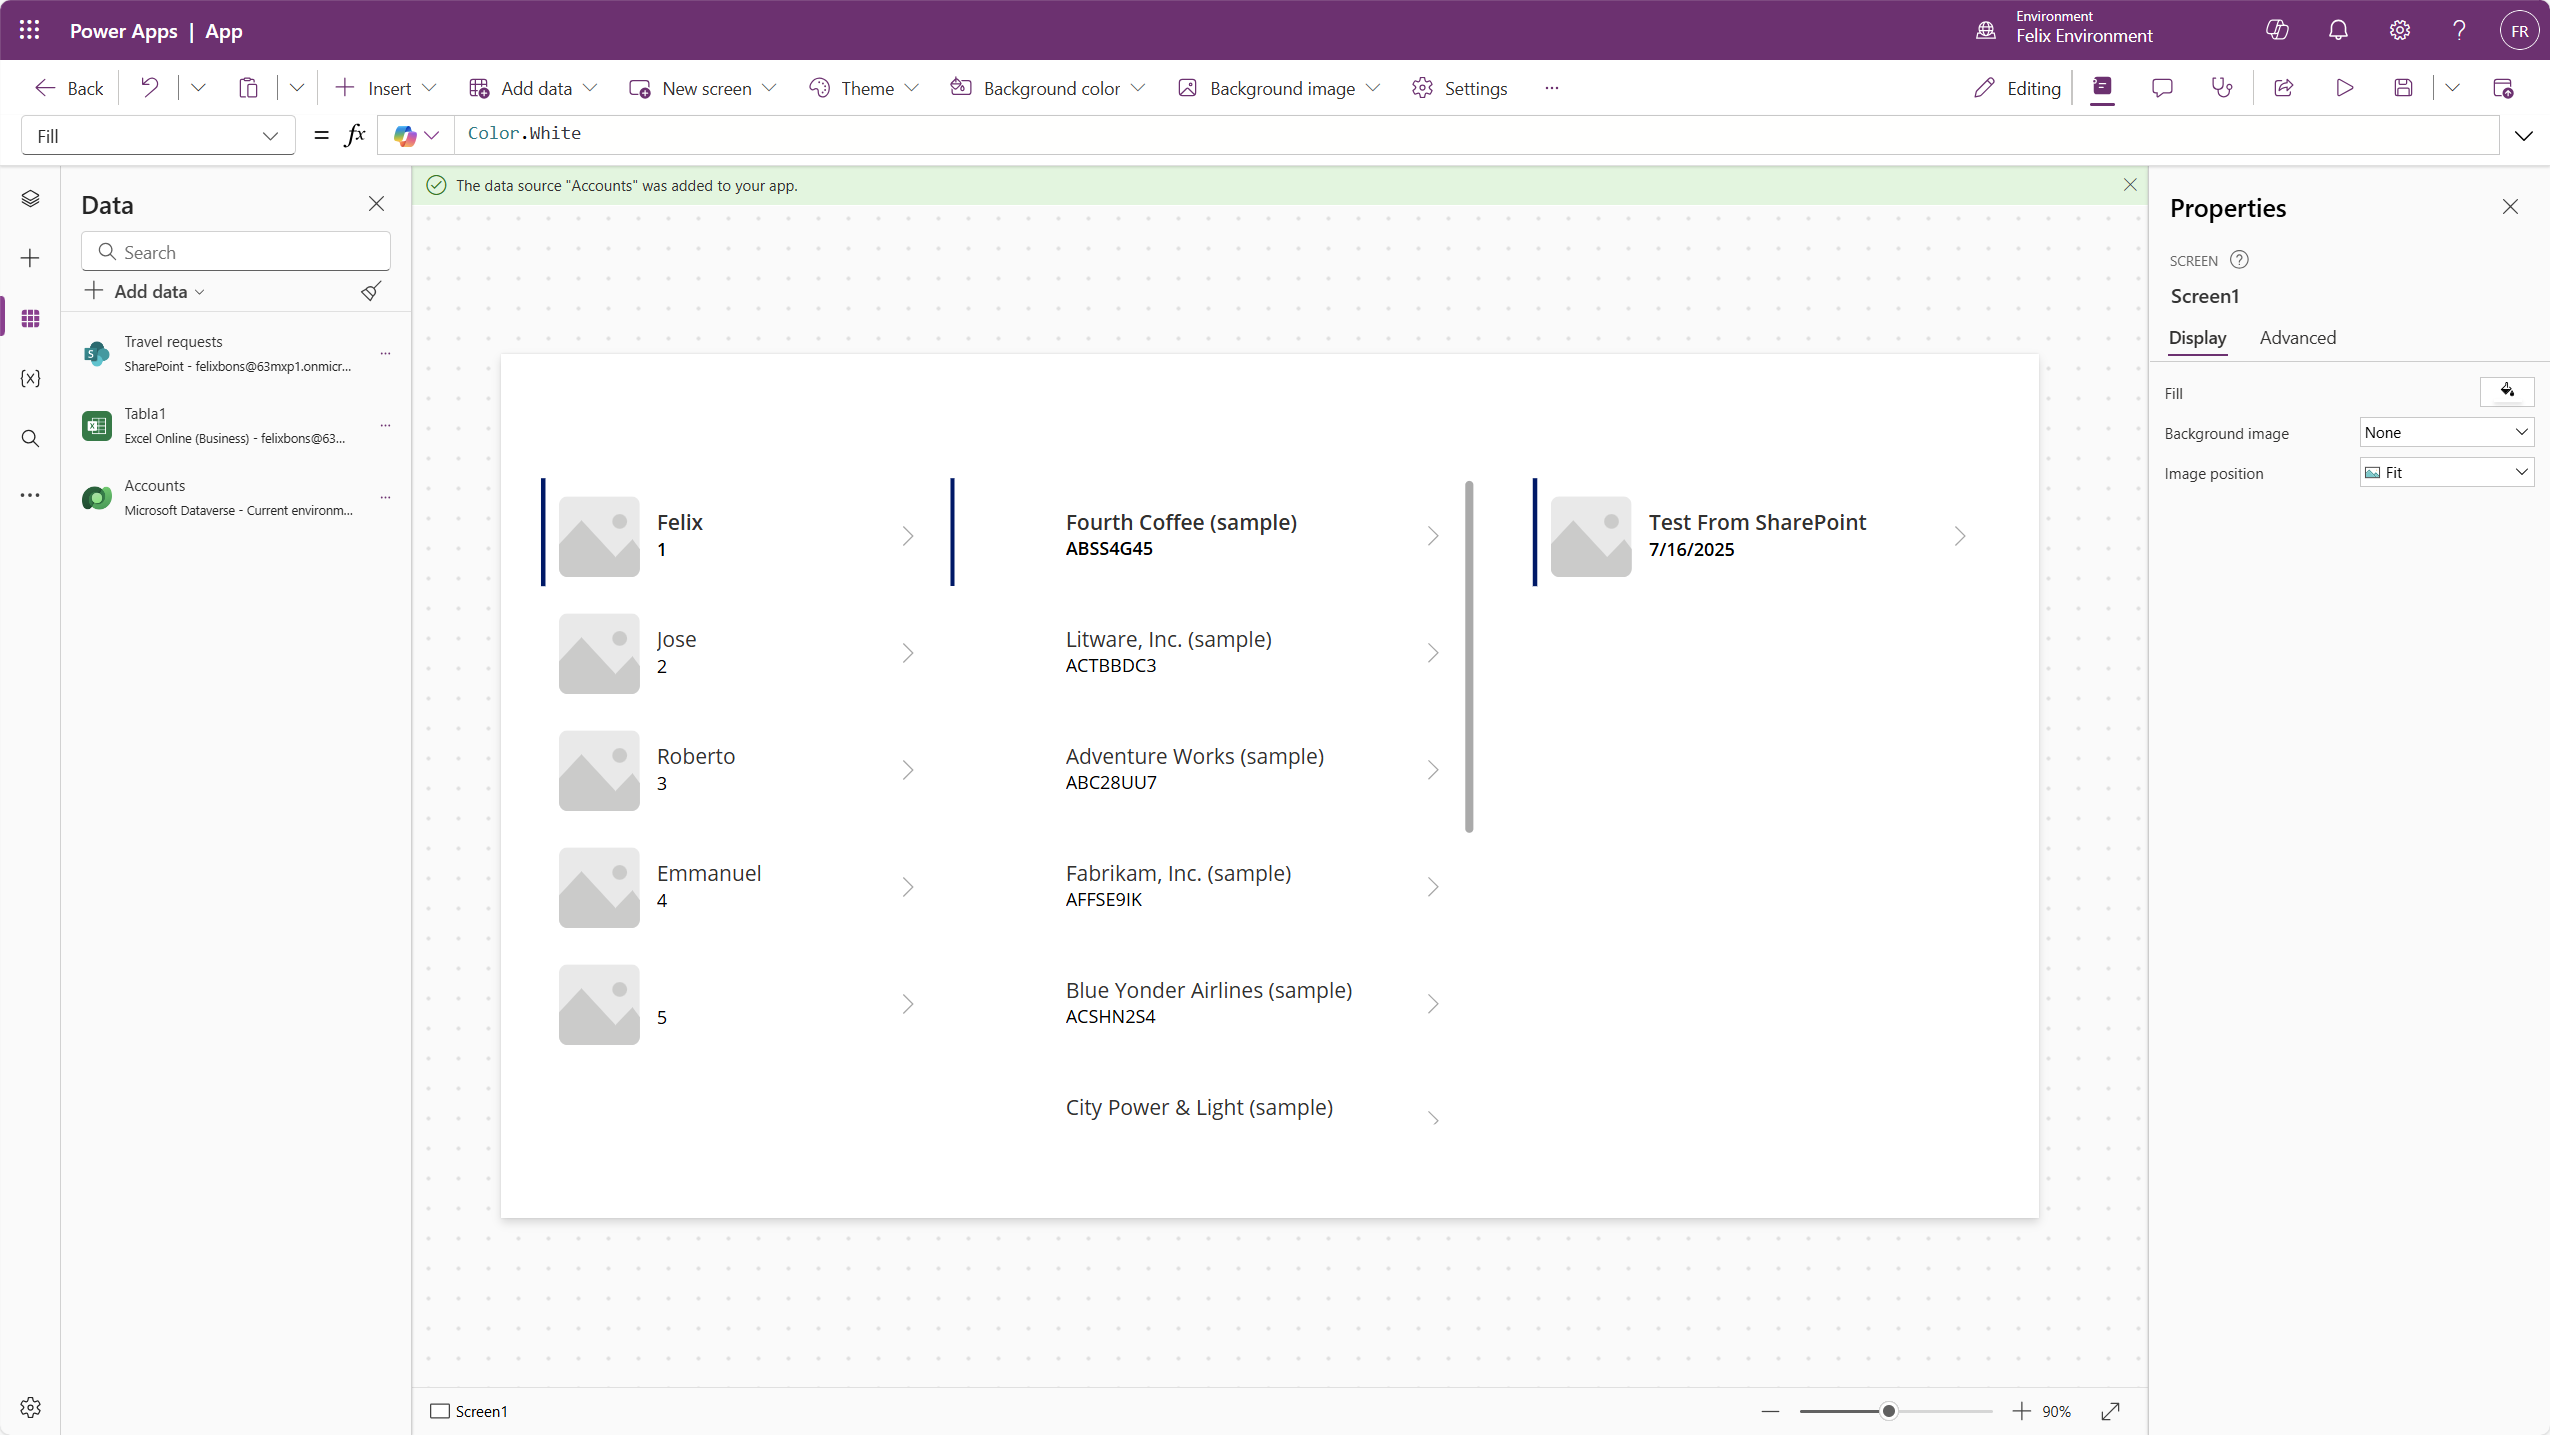 Power Apps | App
Environment
Felix Environment
FR
Back
Insert
Add data
New screen
Theme
Background color
Background image
Settings
Editing
Fill
= fx
Color.White
Data
Search
Add data
Travel requests
SharePoint - felixbons@63mxp1.onmicr...
Tabla1
Excel Online (Business) - felixbons@63...
Accounts
Microsoft Dataverse - Current environm...
The data source "Accounts" was added to your app.
Felix
1
Jose
2
Roberto
3
Emmanuel
4
5
Fourth Coffee (sample)
ABSS4G45
Litware, Inc. (sample)
ACTBBDC3
Adventure Works (sample)
ABC28UU7
Fabrikam, Inc. (sample)
AFFSE9IK
Blue Yonder Airlines (sample)
ACSHN2S4
City Power & Light (sample)
Test From SharePoint
7/16/2025
Properties
SCREEN
Screen1
Display
Advanced
Fill
Background image
None
Image position
Fit
Screen1
90%